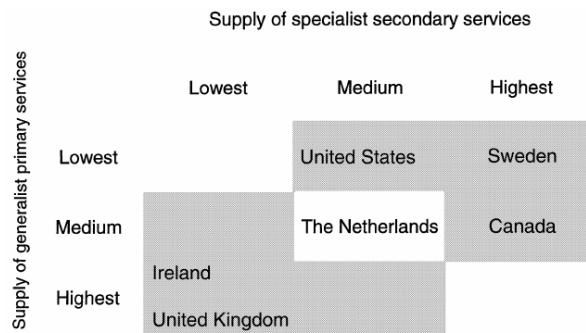 Supply of specialist secondary services
Lowest Medium Highest
Supply of generalist primary services
Lowest United States Sweden
Medium The Netherlands Canada
Ireland
Highest
United Kingdom